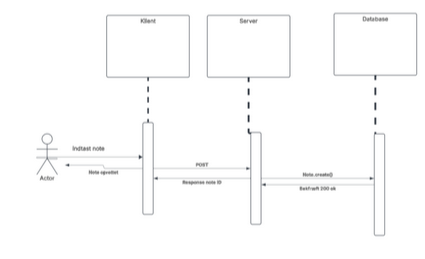 Klient
Server
Database
Indtast note
Note oprettet
Actor
POST
Response note ID
Note.create()
Bekræft 200 ok